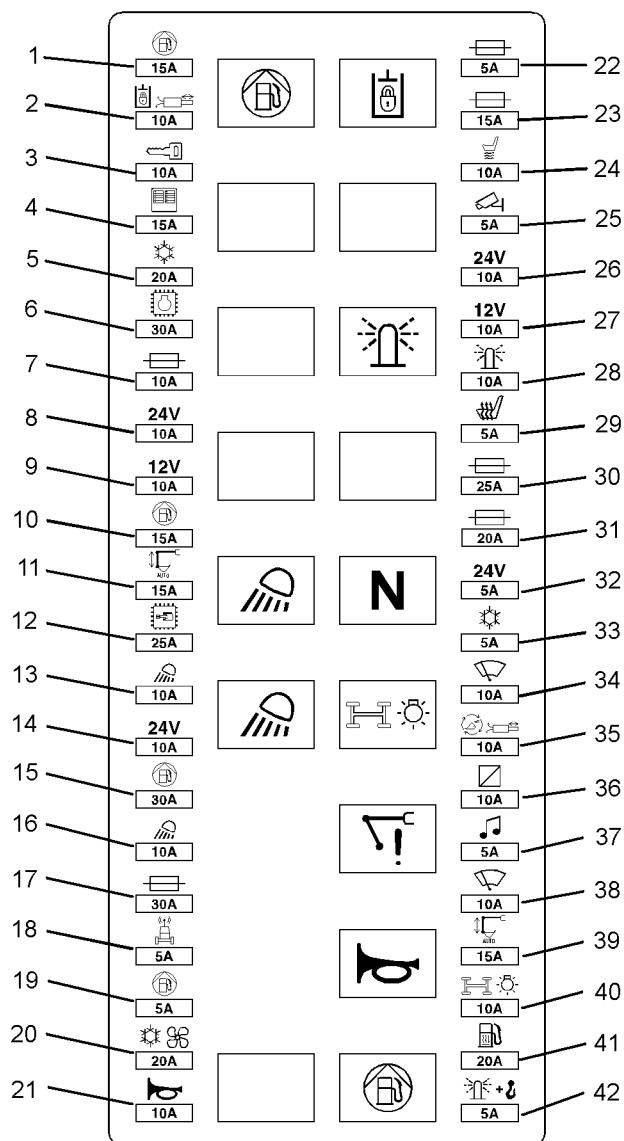 1
15A
2
10A
3
10A
4
15A
5
20A
6
30A
7
10A
8
24V
10A
9
12V
10A
10
15A
11
AUTO
15A
12
25A
13
10A
14
24V
10A
15
30A
16
10A
17
30A
18
5A
19
5A
20
20A
21
10A
N
5A
22
15A
23
10A
24
5A
25
24V
10A
26
12V
10A
27
10A
28
5A
29
25A
30
20A
31
24V
5A
32
5A
33
10A
34
10A
35
10A
36
5A
37
10A
38
AUTO
15A
39
10A
40
20A
41
+
5A
42